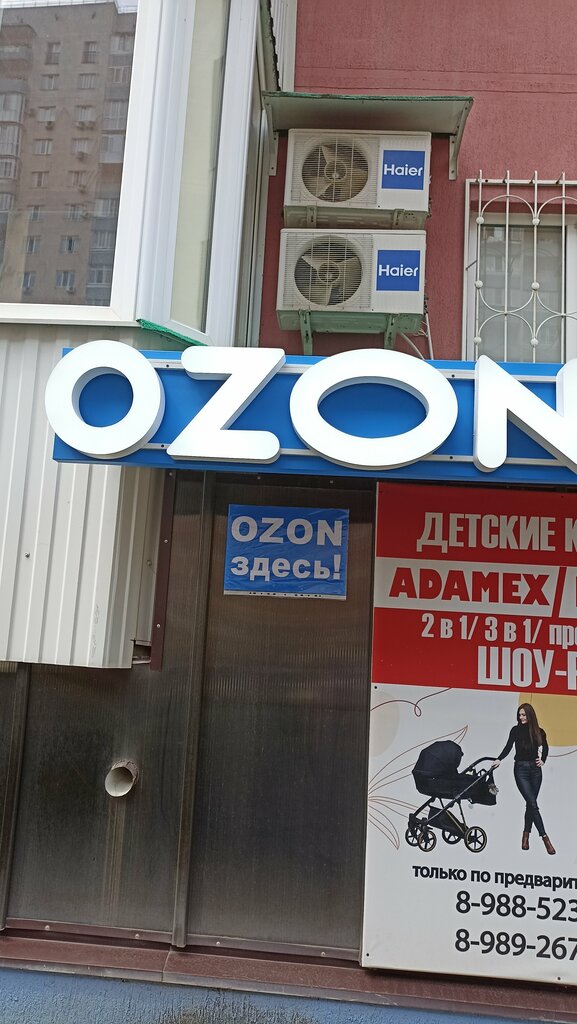 Haier
Haier
OZON
OZON
здесь!
ДЕТСКИЕ К
ADAMEX/
2 в 1/ 3 в 1/ пр
ШОУ-
только по предварит
8-988-523
8-989-267